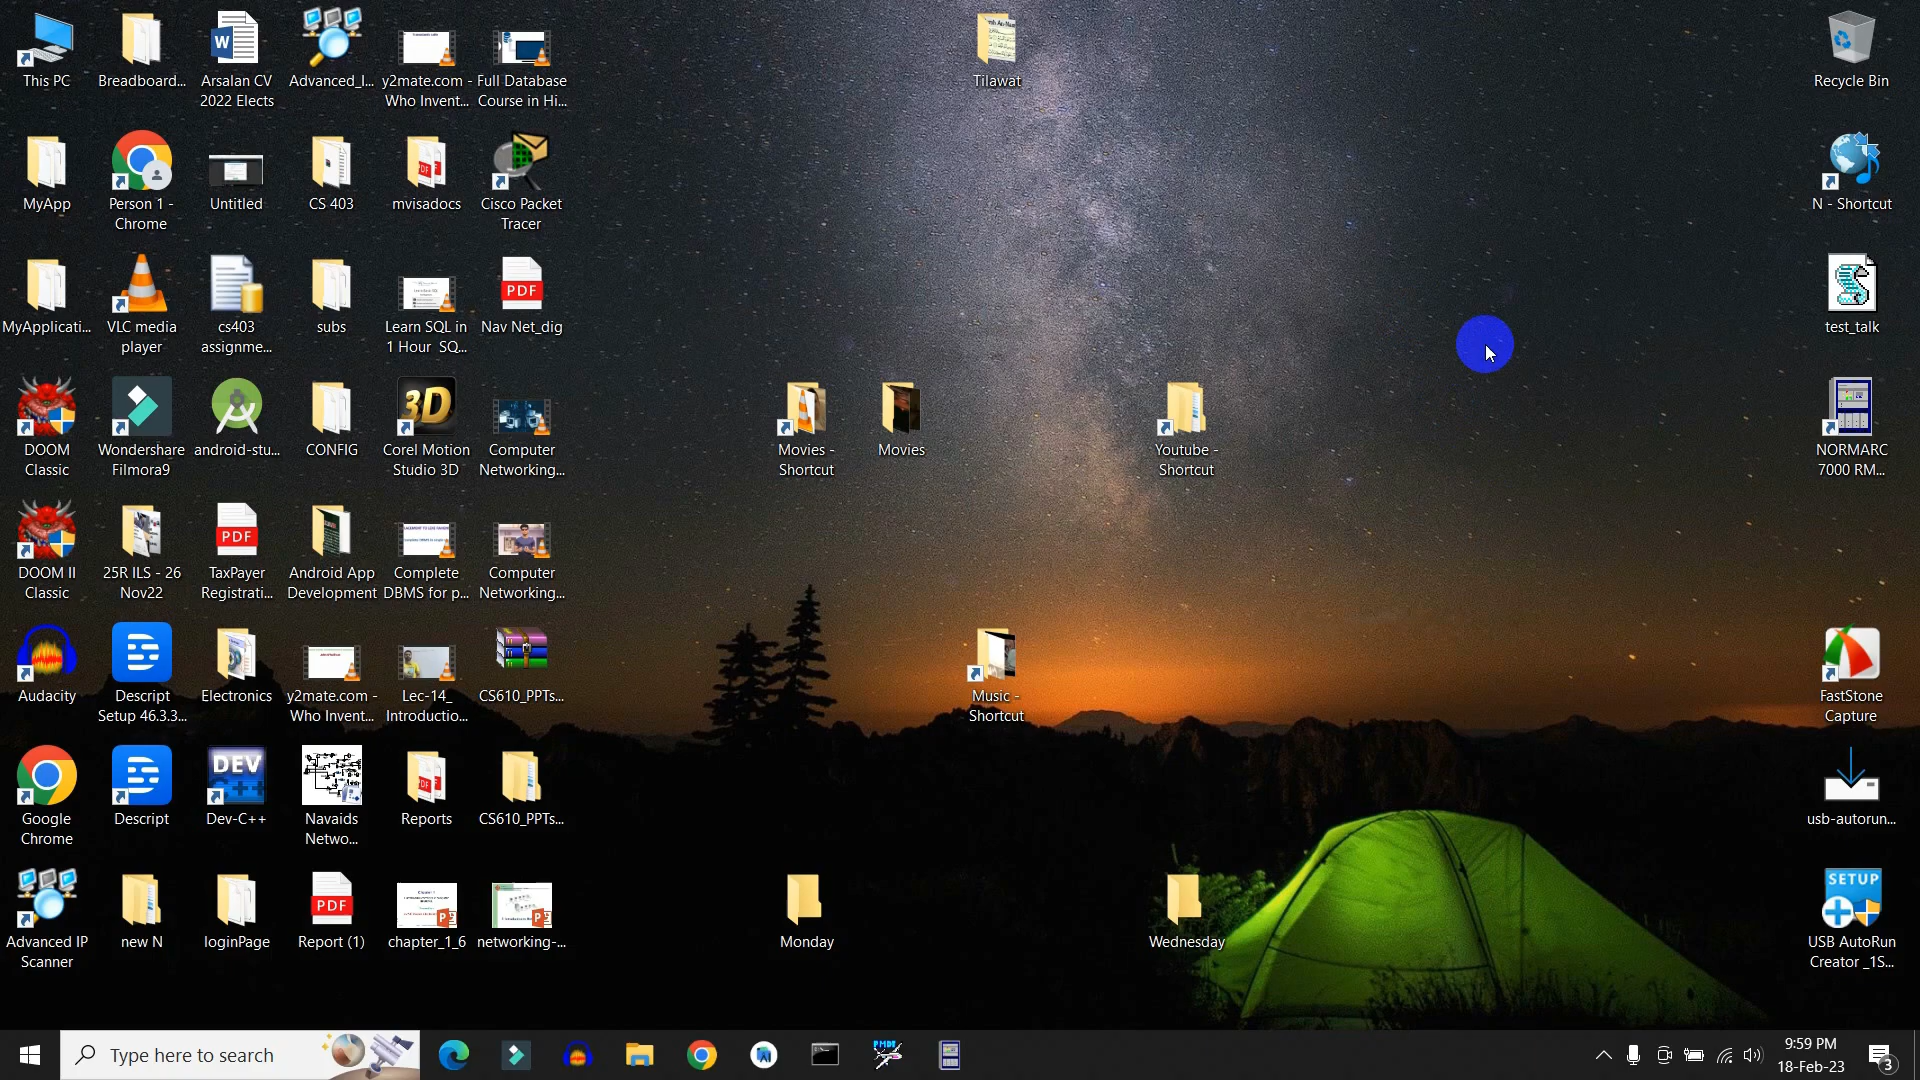 This PC
Breadboard...
Arsalan CV
2022 Elects
Advanced_I...
y2mate.com -
Who Invent...
Full Database
Course in Hi...
Tilawat
Recycle Bin
MyApp
Person 1 -
Chrome
Untitled
CS 403
mvisadocs
Cisco Packet
Tracer
N - Shortcut
MyApplicati...
VLC media
player
cs403
assignme...
subs
Learn SQL in
1 Hour SQ...
PDF
Nav Net_dig
test_talk
DOOM
Classic
Wondershare
Filmora9
android-stu...
CONFIG
3D
Corel Motion
Studio 3D
Computer
Networking...
Movies -
Shortcut
Movies
Youtube -
Shortcut
NORMARC
7000 RM...
DOOM II
Classic
25R ILS - 26
Nov22
PDF
TaxPayer
Registrati...
Android App
Development
Complete
DBMS for p...
Computer
Networking...
Audacity
Descript
Setup 46.3.3...
Electronics
y2mate.com -
Who Invent...
Lec-14_
Introductio...
CS610_PPTs...
Music -
Shortcut
FastStone
Capture
Google
Chrome
Descript
DEV
C++
Dev-C++
Navaids
Netwo...
Reports
CS610_PPTs...
usb-autorun...
Advanced IP
Scanner
new N
loginPage
PDF
Report (1)
chapter_1_6
networking-...
Monday
Wednesday
SETUP
USB AutoRun
Creator _1S...
Type here to search
9:59 PM
18-Feb-23
3